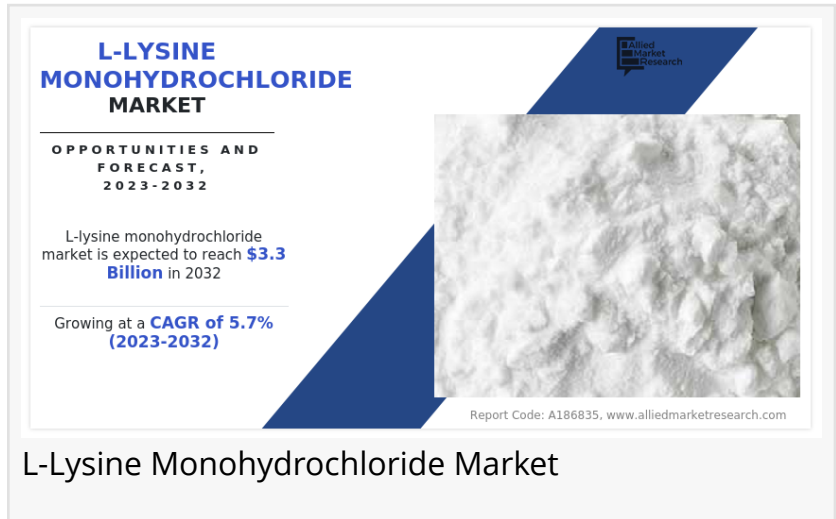 L-LYSINE
MONOHYDROCHLORIDE
MARKET
OPPORTUNITIES AND
FORECAST,
2023-2032
L-lysine monohydrochloride
market is expected to reach $3.3
Billion in 2032
Growing at a CAGR of 5.7%
(2023-2032)
Allied
Market
Research
Report Code: A186835, www.alliedmarketresearch.com
L-Lysine Monohydrochloride Market